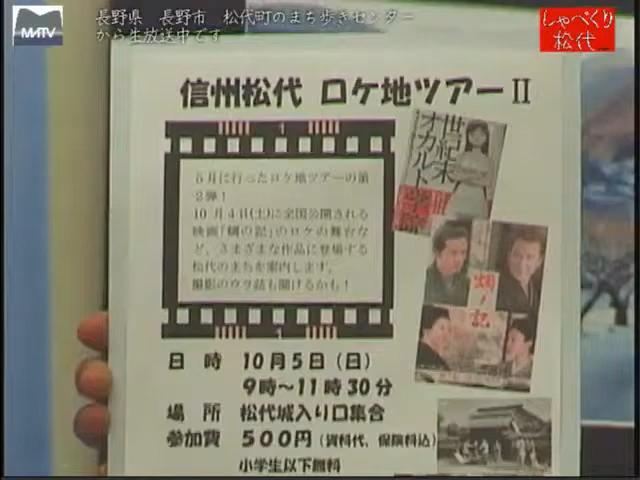 MATV
長野県 長野市 松代町のまち歩きセンター
から生放送中です
しゃべくり
松代
信州松代 ロケ地ツアーⅡ
5月に行ったロケ地ツアーの第
2弾!
10月4日(土)に全国公開される
映画「蜩の記」のロケの舞台な
ど、さまざまな作品に登場する
松代のまちを案内します。
撮影のウラ話も聞けるかも!
世紀末
オカルト
学院
蜩ノ記
日 時 10月5日(日)
9時~11時30分
場 所 松代城入り口集合
参加費 500円(資料代、保険料込)
小学生以下無料